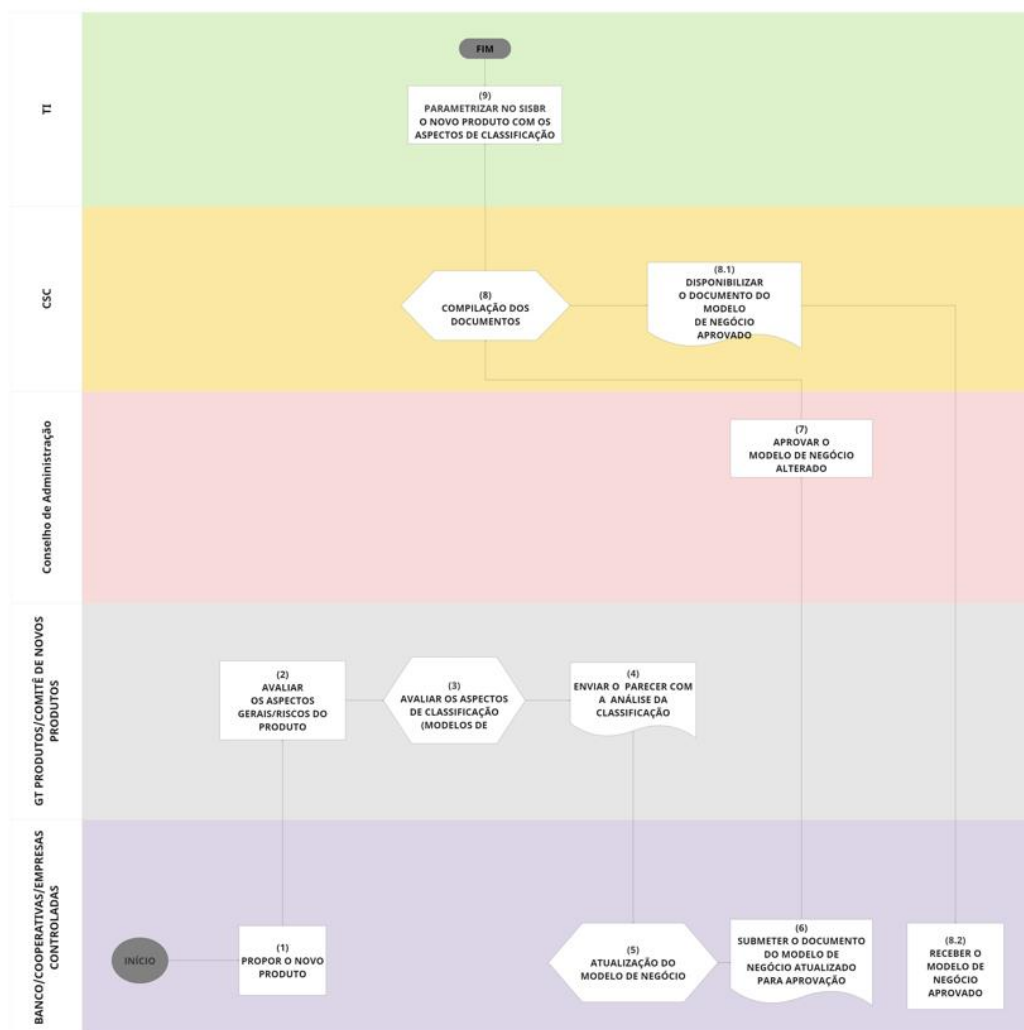 TI
FIM
(9)
PARAMETRIZAR NO SISBR
O NOVO PRODUTO COM OS
ASPECTOS DE CLASSIFICAÇÃO
CSC
(8)
COMPILAÇÃO DOS
DOCUMENTOS
(8.1)
DISPONIBILIZAR
O DOCUMENTO DO
MODELO
DE NEGÓCIO
APROVADO
Conselho de Administração
(7)
APROVAR O
MODELO DE NEGÓCIO
ALTERADO
GT PRODUTOS/COMITÊ DE NOVOS
PRODUTOS
(2)
AVALIAR
OS ASPECTOS
GERAIS/RISCOS DO
PRODUTO
(3)
AVALIAR OS ASPECTOS
DE CLASSIFICAÇÃO
(MODELOS DE
(4)
ENVIAR O PARECER COM
A ANÁLISE DA
CLASSIFICAÇÃO
BANCO/COOPERATIVAS/EMPRESAS
CONTROLADAS
INÍCIO
(1)
PROPOR O NOVO
PRODUTO
(5)
ATUALIZAÇÃO DO
MODELO DE NEGÓCIO
(6)
SUBMETER O DOCUMENTO
DO MODELO DE
NEGÓCIO ATUALIZADO
PARA APROVAÇÃO
(8.2)
RECEBER O
MODELO DE
NEGÓCIO
APROVADO